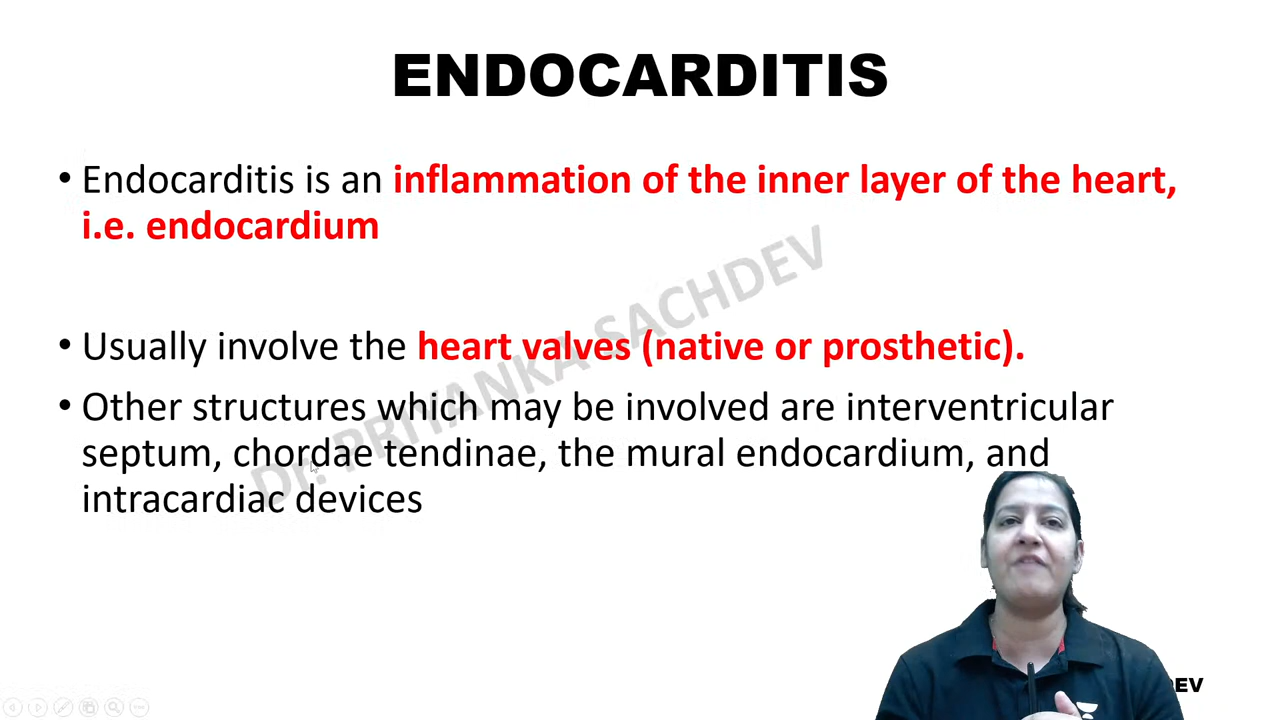 ENDOCARDITIS
• Endocarditis is an inflammation of the inner layer of the heart,
i.e. endocardium
• Usually involve the heart valves (native or prosthetic).
• Other structures which may be involved are interventricular
septum, chordae tendinae, the mural endocardium, and
intracardiac devices
Dr. PRIYANKA SACHDEV